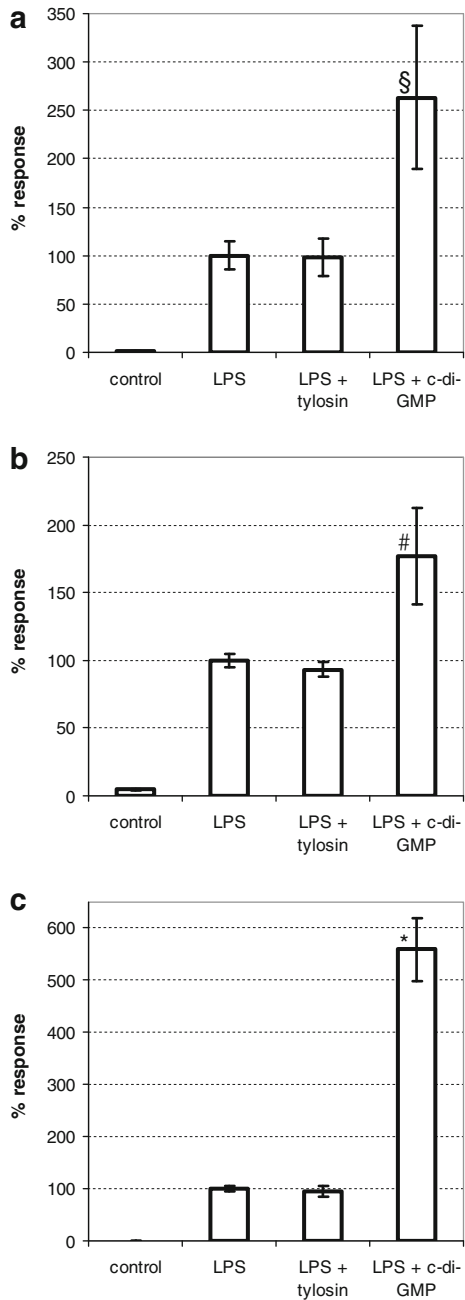 a
% response
350
300
250
§
200
150
100
50
0
control LPS LPS + LPS + c-di-
tylosin GMP
b
% response
250
200
#
150
100
50
0
control LPS LPS + LPS + c-di-
tylosin GMP
c
% response
600
*
500
400
300
200
100
0
control LPS LPS + LPS + c-di-
tylosin GMP